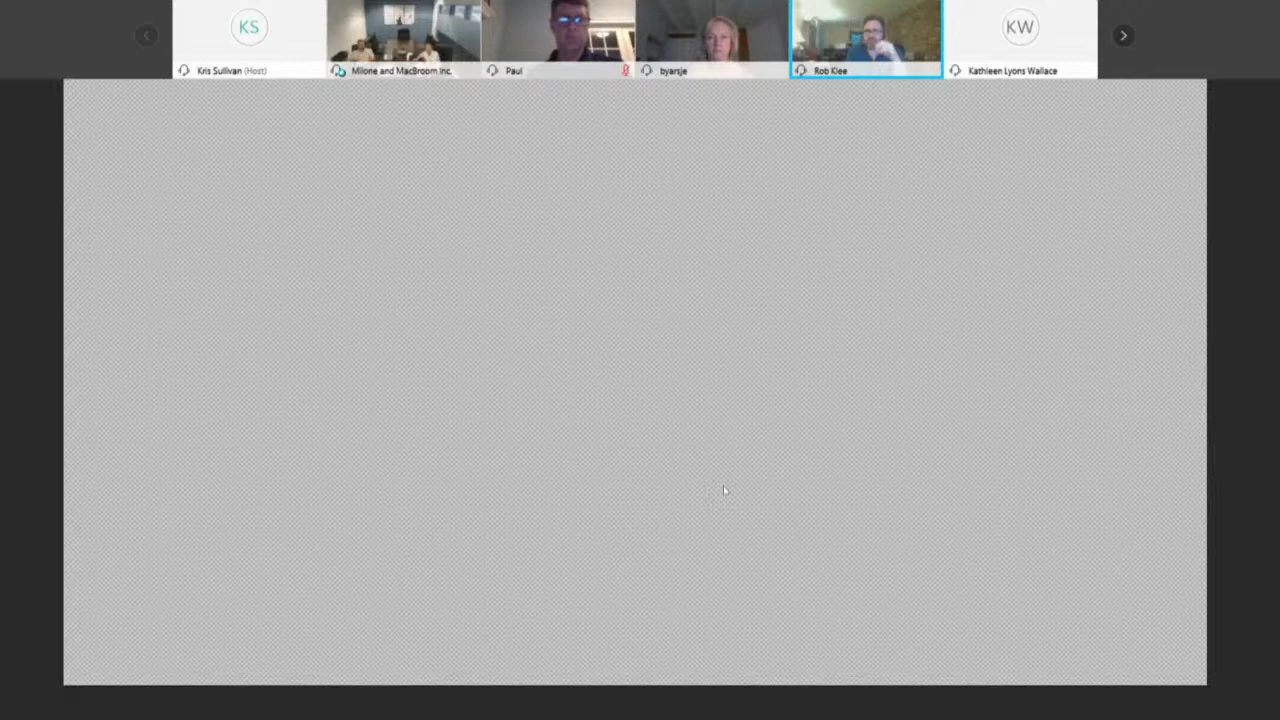 KS
KW
Kris Sullivan (Host)
Milone and MacBroom Inc.
Paul
byarsje
Rob Klee
Kathleen Lyons Wallace